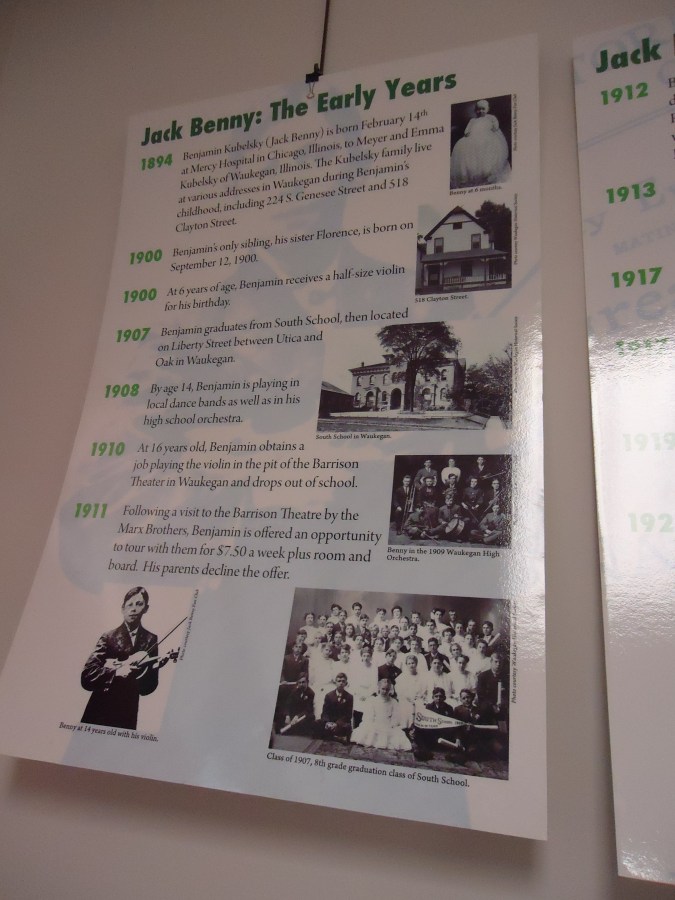 Jack Benny: The Early Years
1894 Benjamin Kubelsky (Jack Benny) is born February 14th
at Mercy Hospital in Chicago, Illinois, to Meyer and Emma
Kubelsky of Waukegan, Illinois. The Kubelsky family live
at various addresses in Waukegan during Benjamin's
childhood, including 224 S. Genesee Street and 518
Clayton Street.
Benny at 6 months.
1900 Benjamin's only sibling, his sister Florence, is born on
September 12, 1900.
1900 At 6 years of age, Benjamin receives a half-size violin
for his birthday.
518 Clayton Street.
1907 Benjamin graduates from South School, then located
on Liberty Street between Utica and
Oak in Waukegan.
1908 By age 14, Benjamin is playing in
local dance bands as well as in his
high school orchestra.
South School in Waukegan.
1910 At 16 years old, Benjamin obtains a
job playing the violin in the pit of the Barrison
Theater in Waukegan and drops out of school.
1911 Following a visit to the Barrison Theatre by the
Marx Brothers, Benjamin is offered an opportunity
to tour with them for $7.50 a week plus room and
board. His parents decline the offer.
Benny in the 1909 Waukegan High
Orchestra.
Benny at 14 years old with his violin.
Class of 1907, 8th grade graduation class of South School.
Jack
1912
1913
1917
1917
1919
192